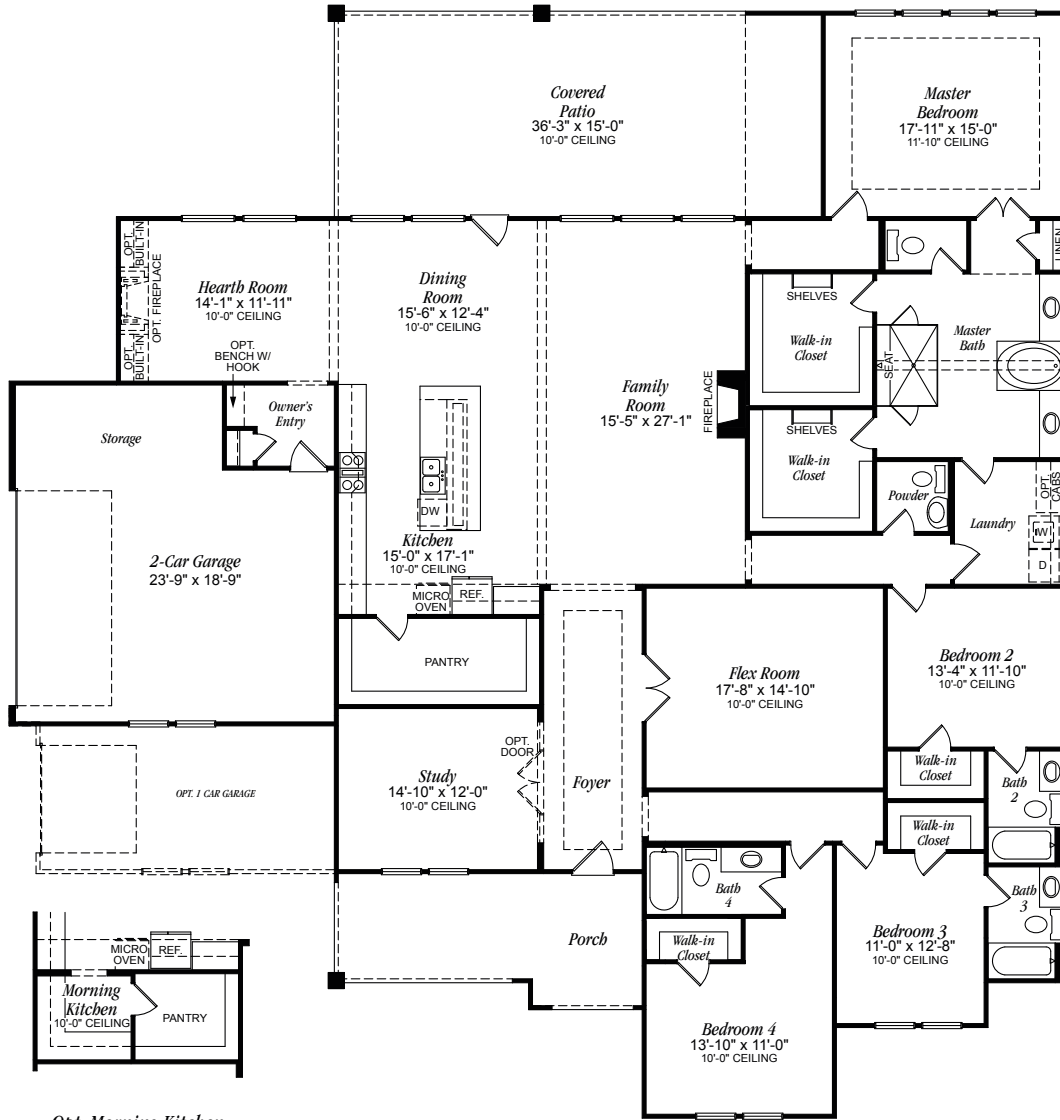 Covered
Patio
36'-3" x 15'-0"
10'-0" CEILING
Master
Bedroom
17'-11" x 15'-0"
11'-10" CEILING
OPT.
BUILT-IN
OPT. FIREPLACE
OPT.
BUILT-IN
Hearth Room
14'-1" x 11'-11"
10'-0" CEILING
Dining
Room
15'-6" x 12'-4"
10'-0" CEILING
LINEN
SHELVES
Walk-in
Closet
SEAT
Master
Bath
OPT.
BENCH W/
HOOK
Owner's
Entry
Storage
Family
Room
15'-5" x 27'-1"
FIREPLACE
SHELVES
Walk-in
Closet
DW
Powder
Laundry
OPT.
CABS
W
D
2-Car Garage
23'-9" x 18'-9"
Kitchen
15'-0" x 17'-1"
10'-0" CEILING
MICRO
OVEN
REF.
PANTRY
Flex Room
17'-8" x 14'-10"
10'-0" CEILING
Bedroom 2
13'-4" x 11'-10"
10'-0" CEILING
OPT.
DOOR
Study
14'-10" x 12'-0"
10'-0" CEILING
Foyer
Walk-in
Closet
Bath
2
OPT. 1 CAR GARAGE
Walk-in
Closet
Bath
4
Bath
3
Walk-in
Closet
Porch
Bedroom 3
11'-0" x 12'-8"
10'-0" CEILING
MICRO
OVEN
REF.
Morning
Kitchen
10'-0" CEILING
PANTRY
Bedroom 4
13'-10" x 11'-0"
10'-0" CEILING
Opt. Morning Kitchen